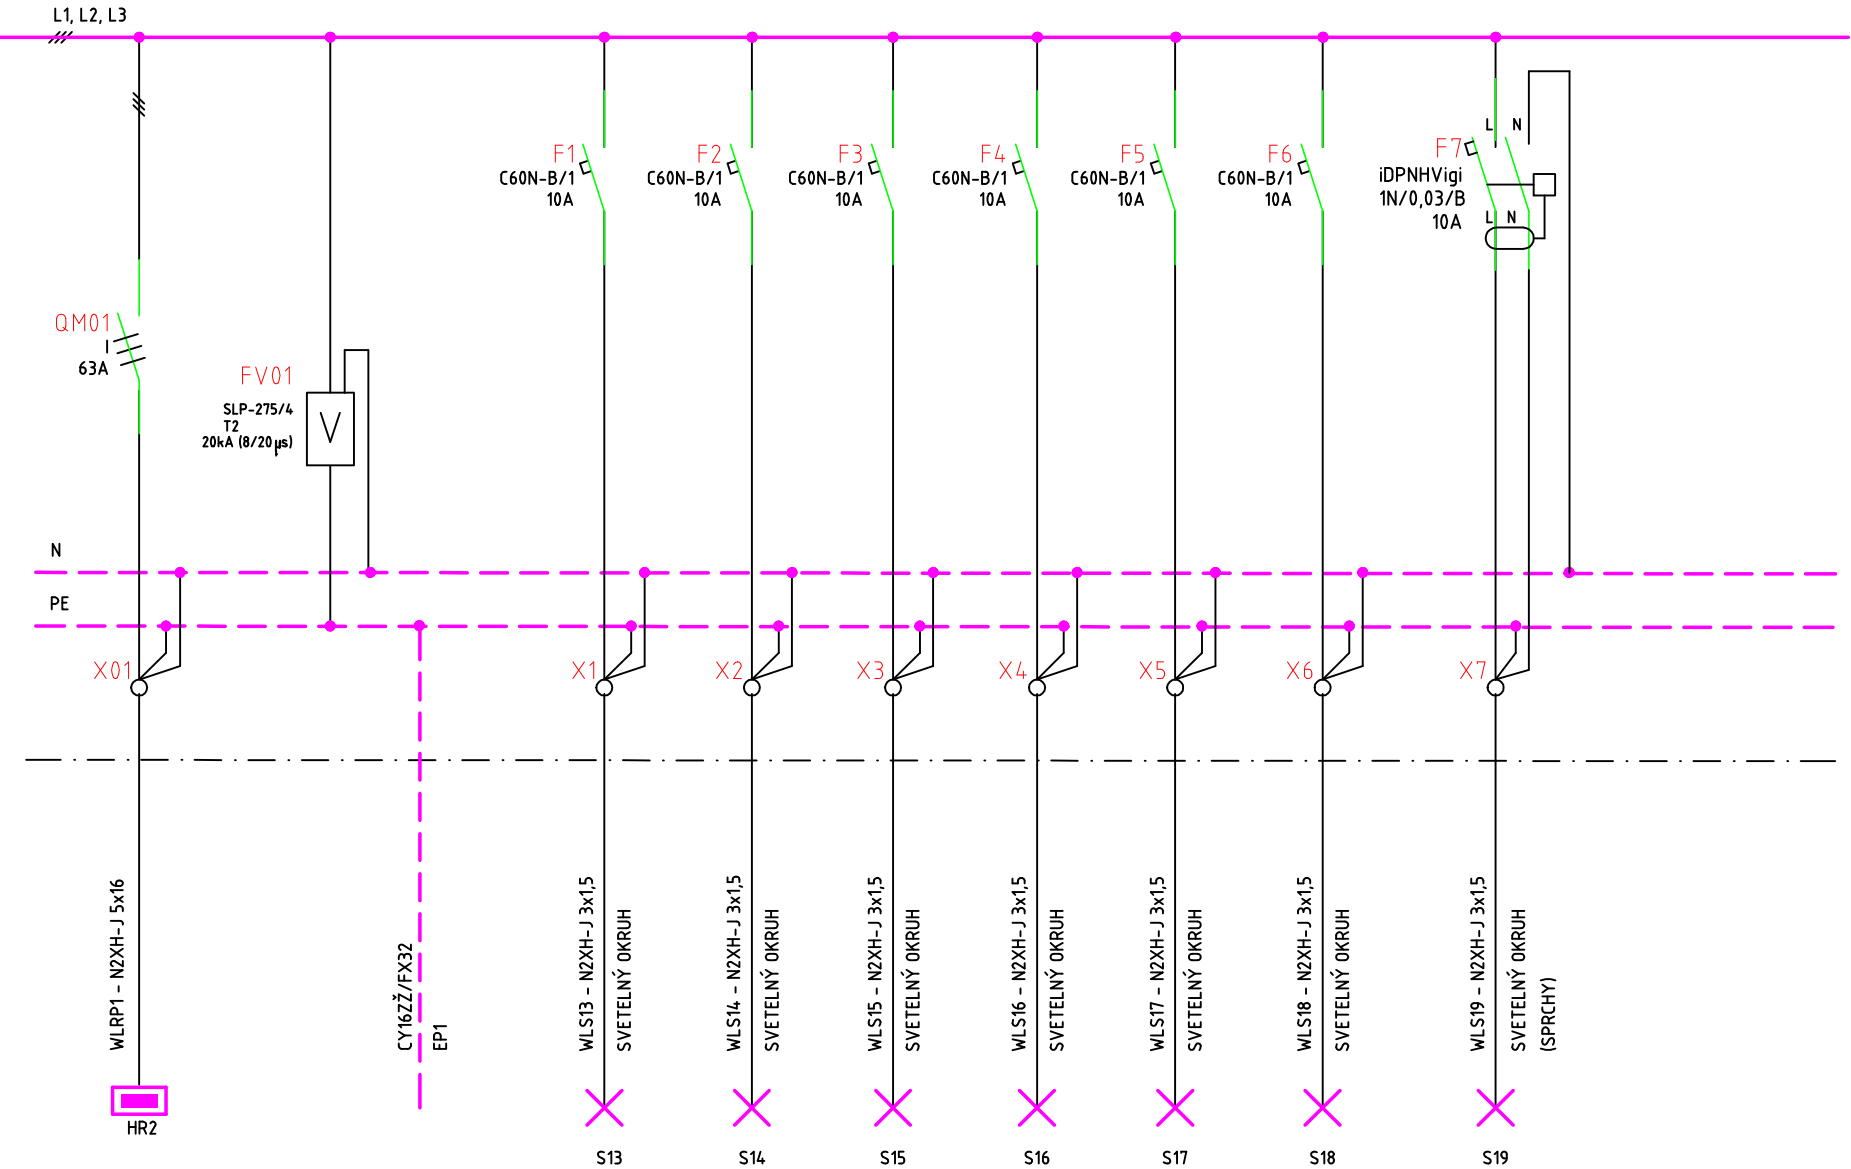 L1, L2, L3
L N
F1
C60N-B/1
10A
F2
C60N-B/1
10A
F3
C60N-B/1
10A
F4
C60N-B/1
10A
F5
C60N-B/1
10A
F6
C60N-B/1
10A
F7
iDPNHVigi
1N/0,03/B
10A
L N
QM01
I
63A
FV01
SLP-275/4
T2
20kA (8/20µs)
V
N
PE
X01
X1
X2
X3
X4
X5
X6
X7
WLRP1 - N2XH-J 5x16
CY16ZŽ/FX32
EP1
WLS13 - N2XH-J 3x1,5
SVETELNÝ OKRUH
WLS14 - N2XH-J 3x1,5
SVETELNÝ OKRUH
WLS15 - N2XH-J 3x1,5
SVETELNÝ OKRUH
WLS16 - N2XH-J 3x1,5
SVETELNÝ OKRUH
WLS17 - N2XH-J 3x1,5
SVETELNÝ OKRUH
WLS18 - N2XH-J 3x1,5
SVETELNÝ OKRUH
WLS19 - N2XH-J 3x1,5
SVETELNÝ OKRUH
(SPRCHY)
HR2
S13
S14
S15
S16
S17
S18
S19